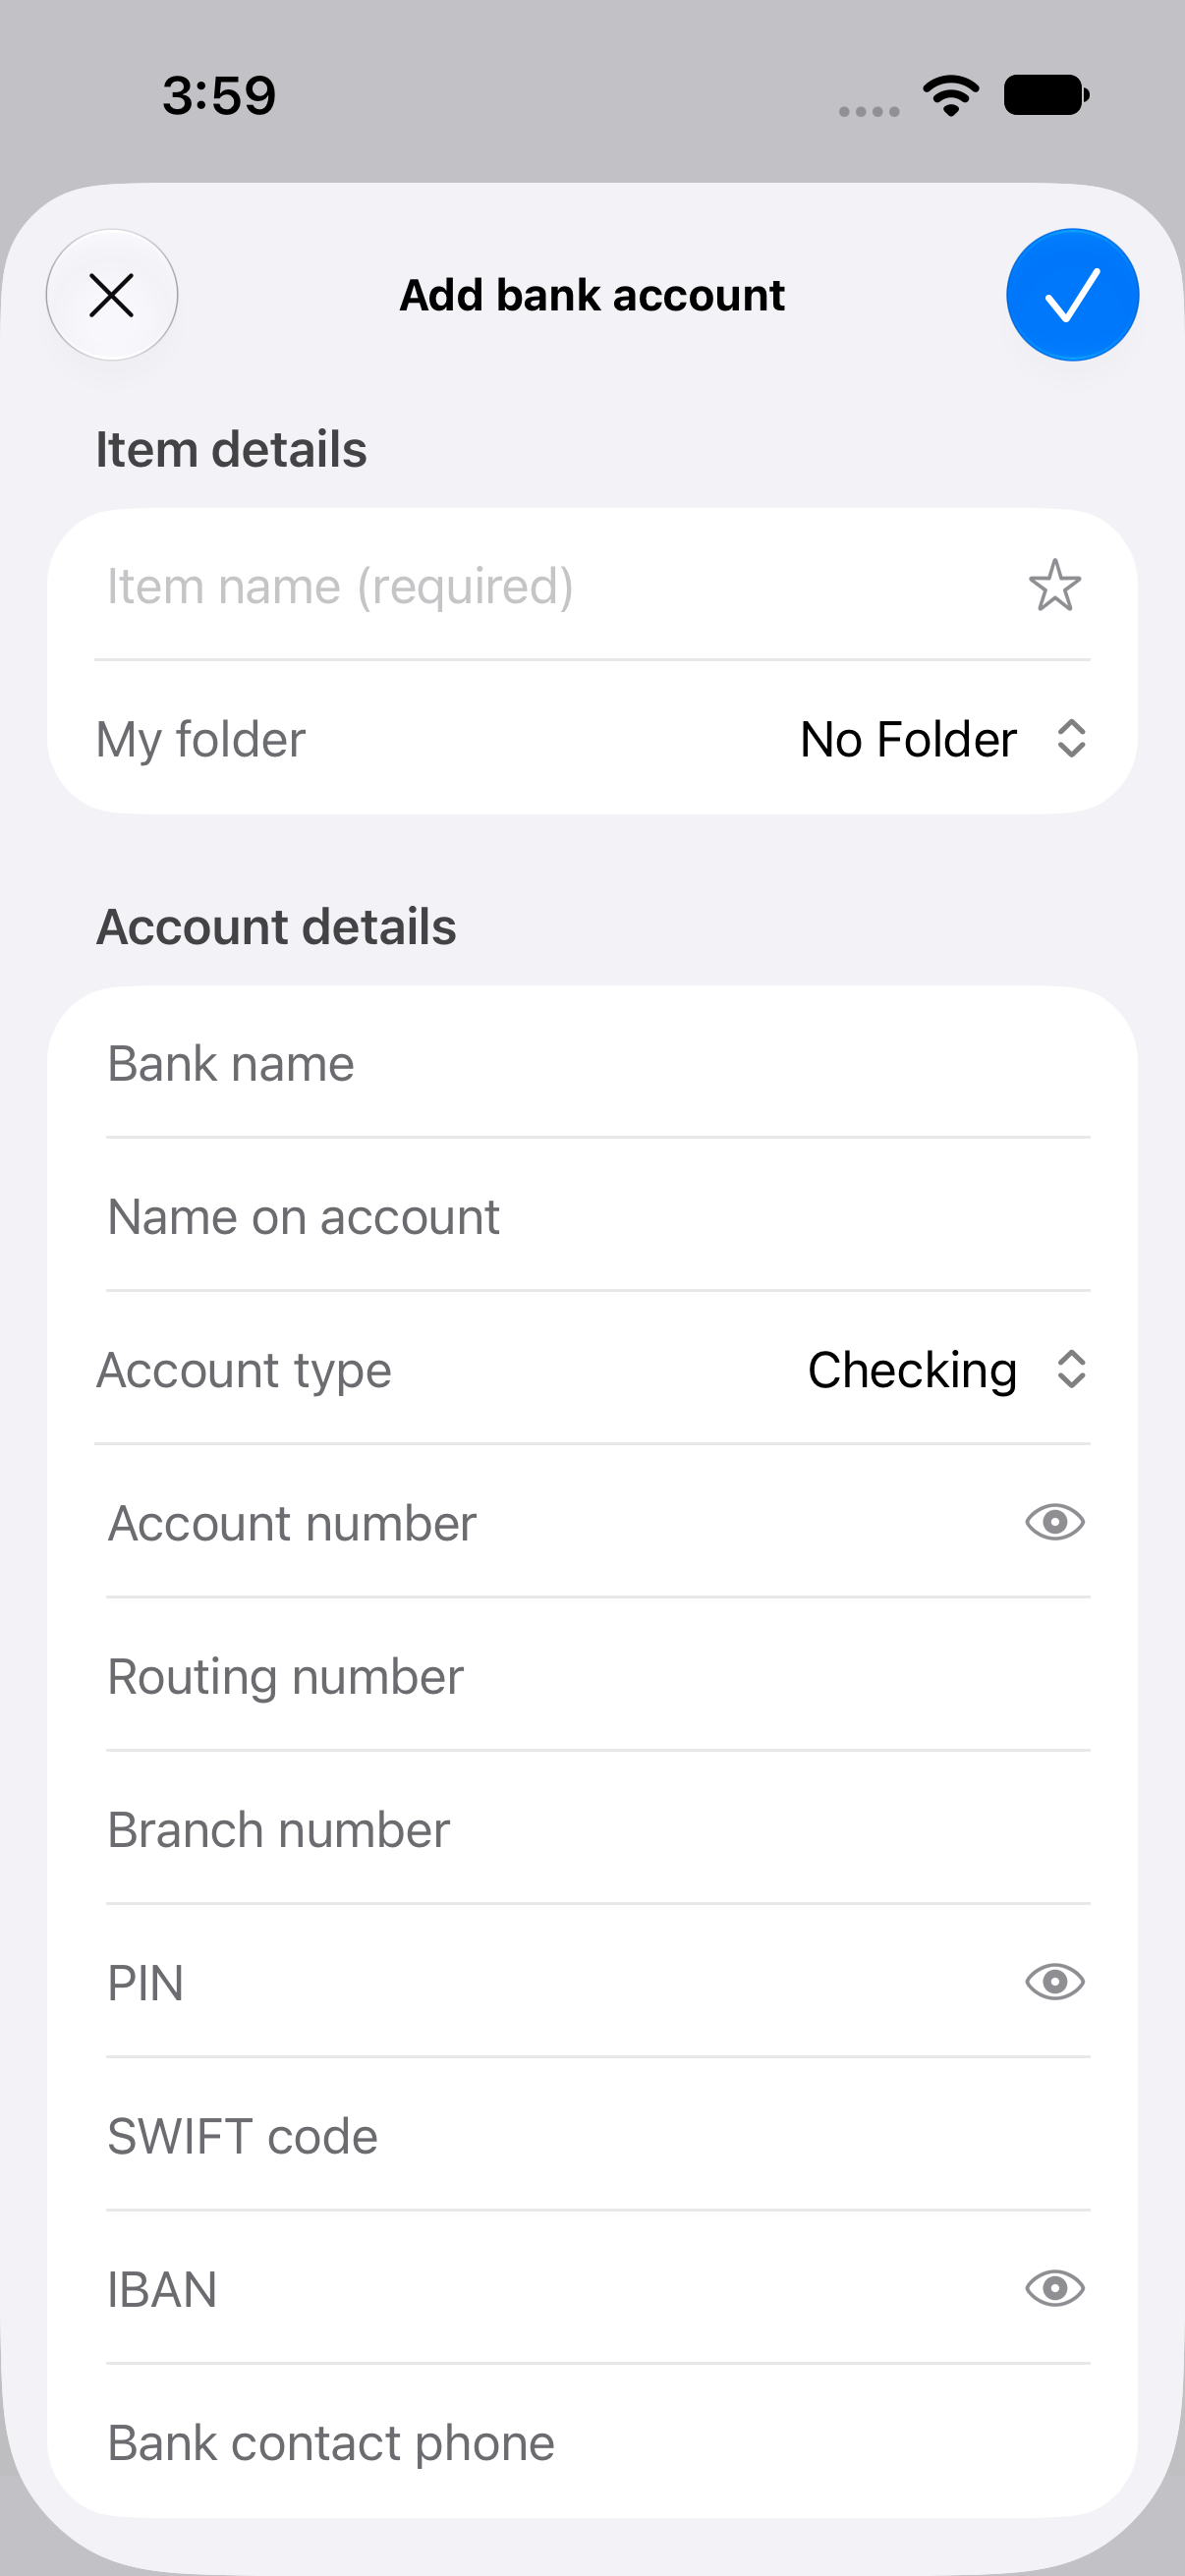 3:59
Add bank account
Item details
Item name (required)
My folder No Folder
Account details
Bank name
Name on account
Account type Checking
Account number
Routing number
Branch number
PIN
SWIFT code
IBAN
Bank contact phone